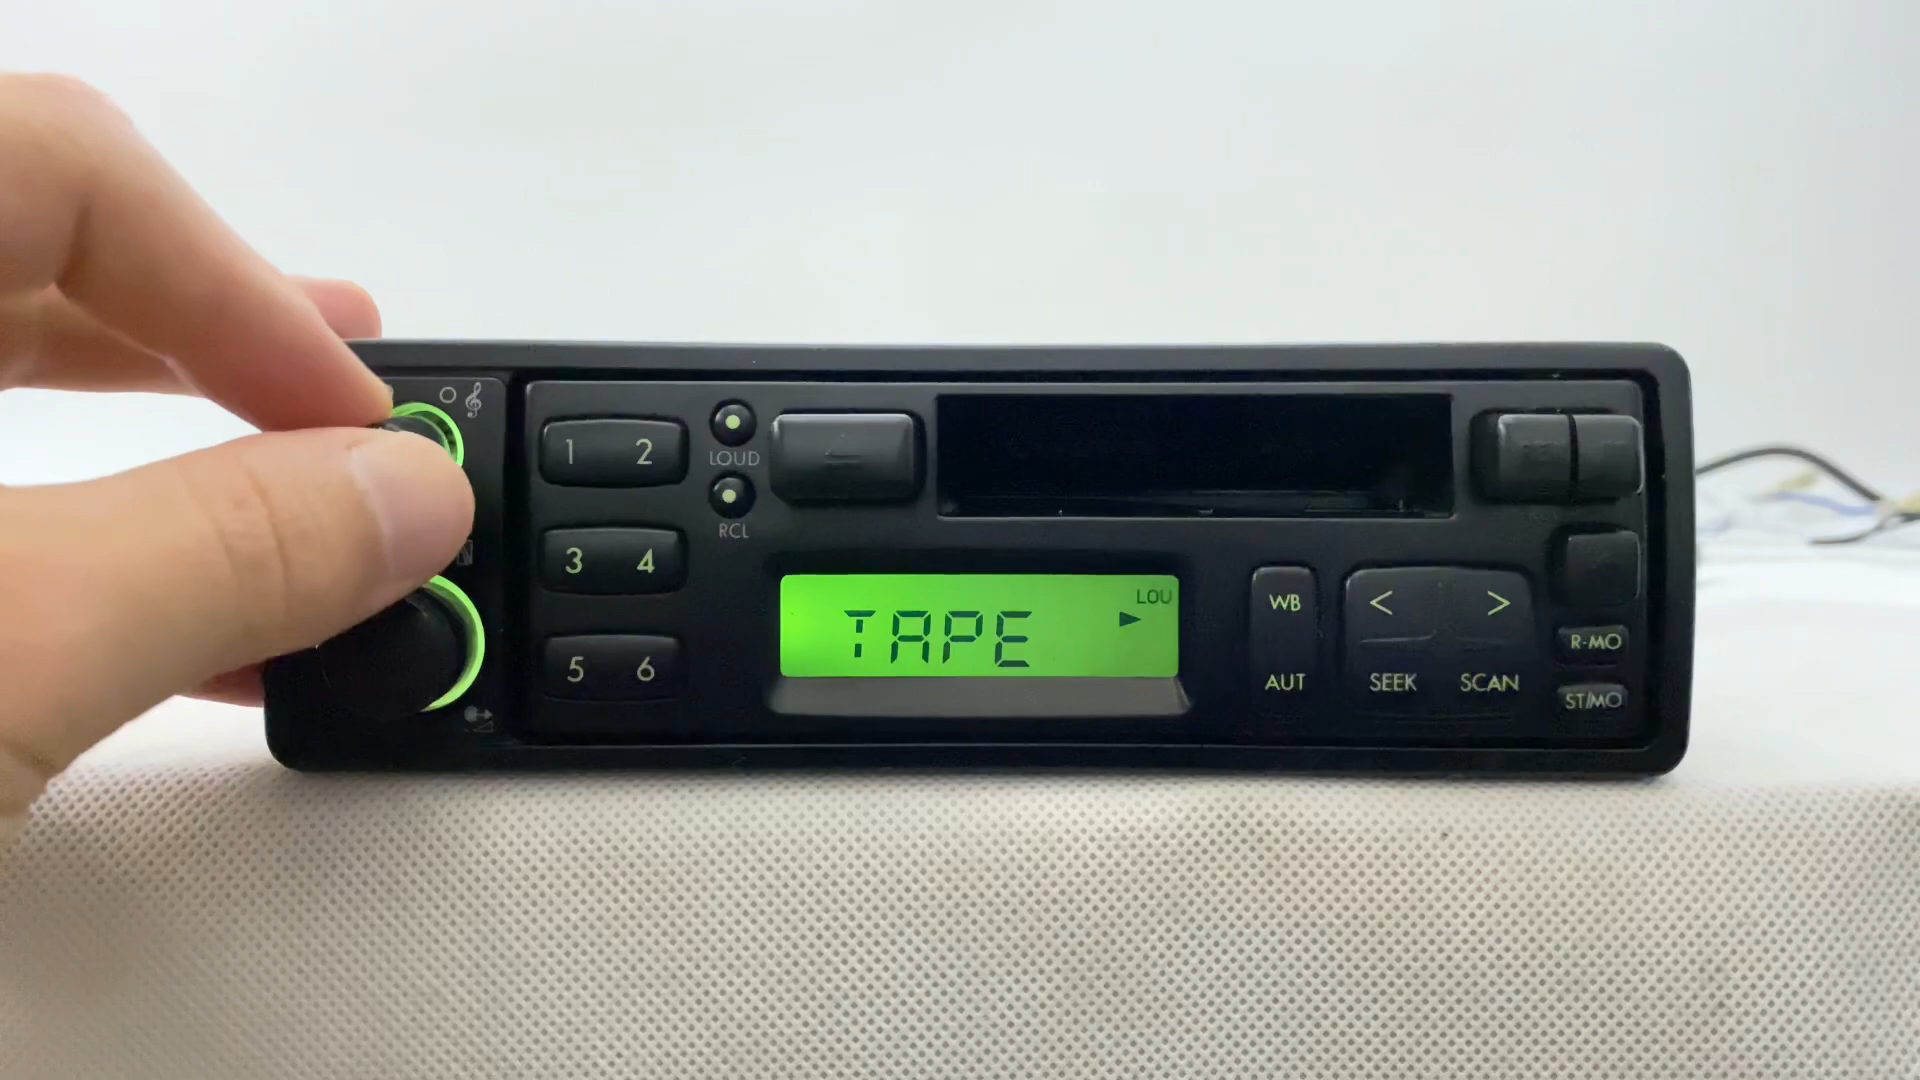 1 2
LOUD
RCL
3 4
5 6
LOU
TAPE
WB
AUT
< >
SEEK SCAN
R-MO
ST/MO